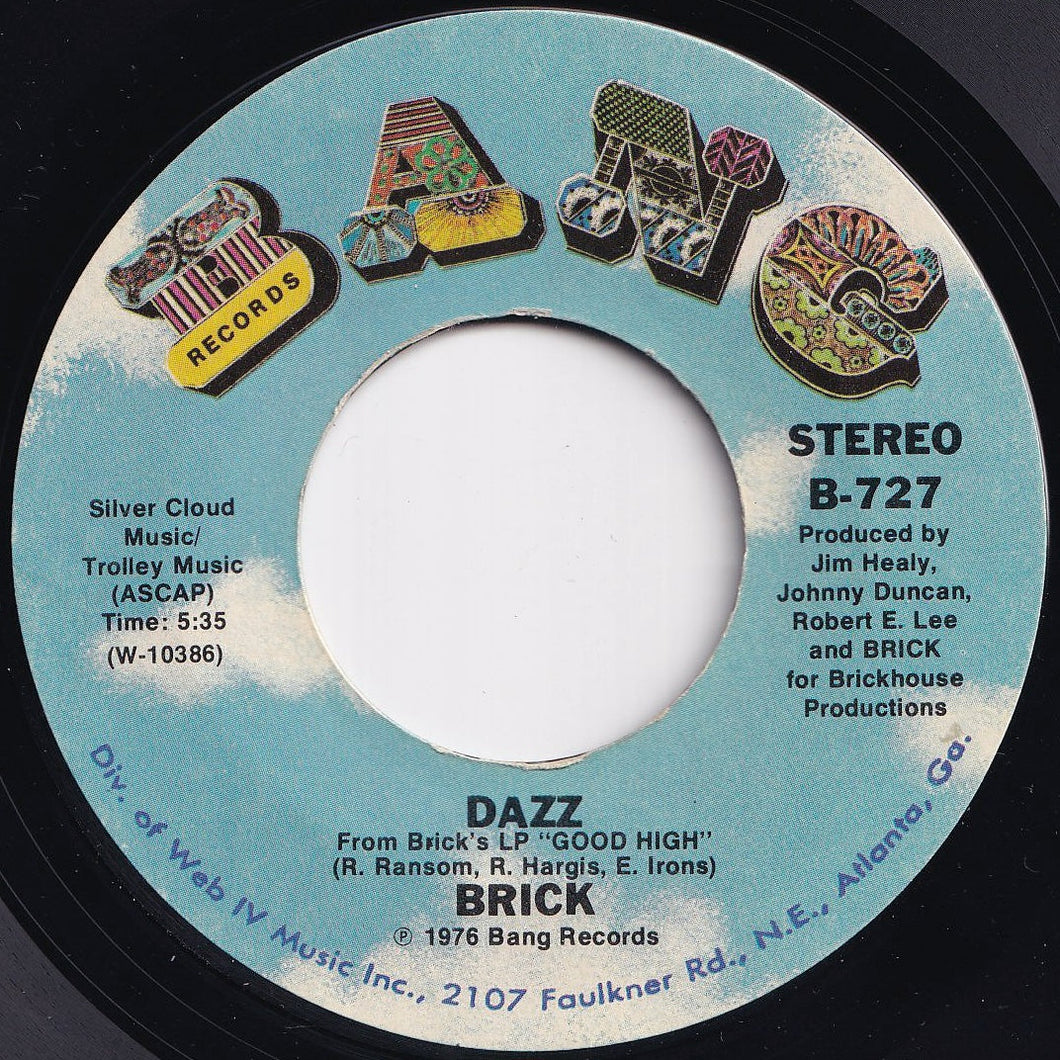 BANG
RECORDS
STEREO
B-727
Produced by
Jim Healy,
Johnny Duncan,
Robert E. Lee
and BRICK
for Brickhouse
Productions
Silver Cloud
Music/
Trolley Music
(ASCAP)
Time: 5:35
(W-10386)
DAZZ
From Brick's LP "GOOD HIGH"
(R. Ransom, R. Hargis, E. Irons)
BRICK
℗ 1976 Bang Records
Div. of Web IV Music Inc., 2107 Faulkner Rd., N.E., Atlanta, Ga.